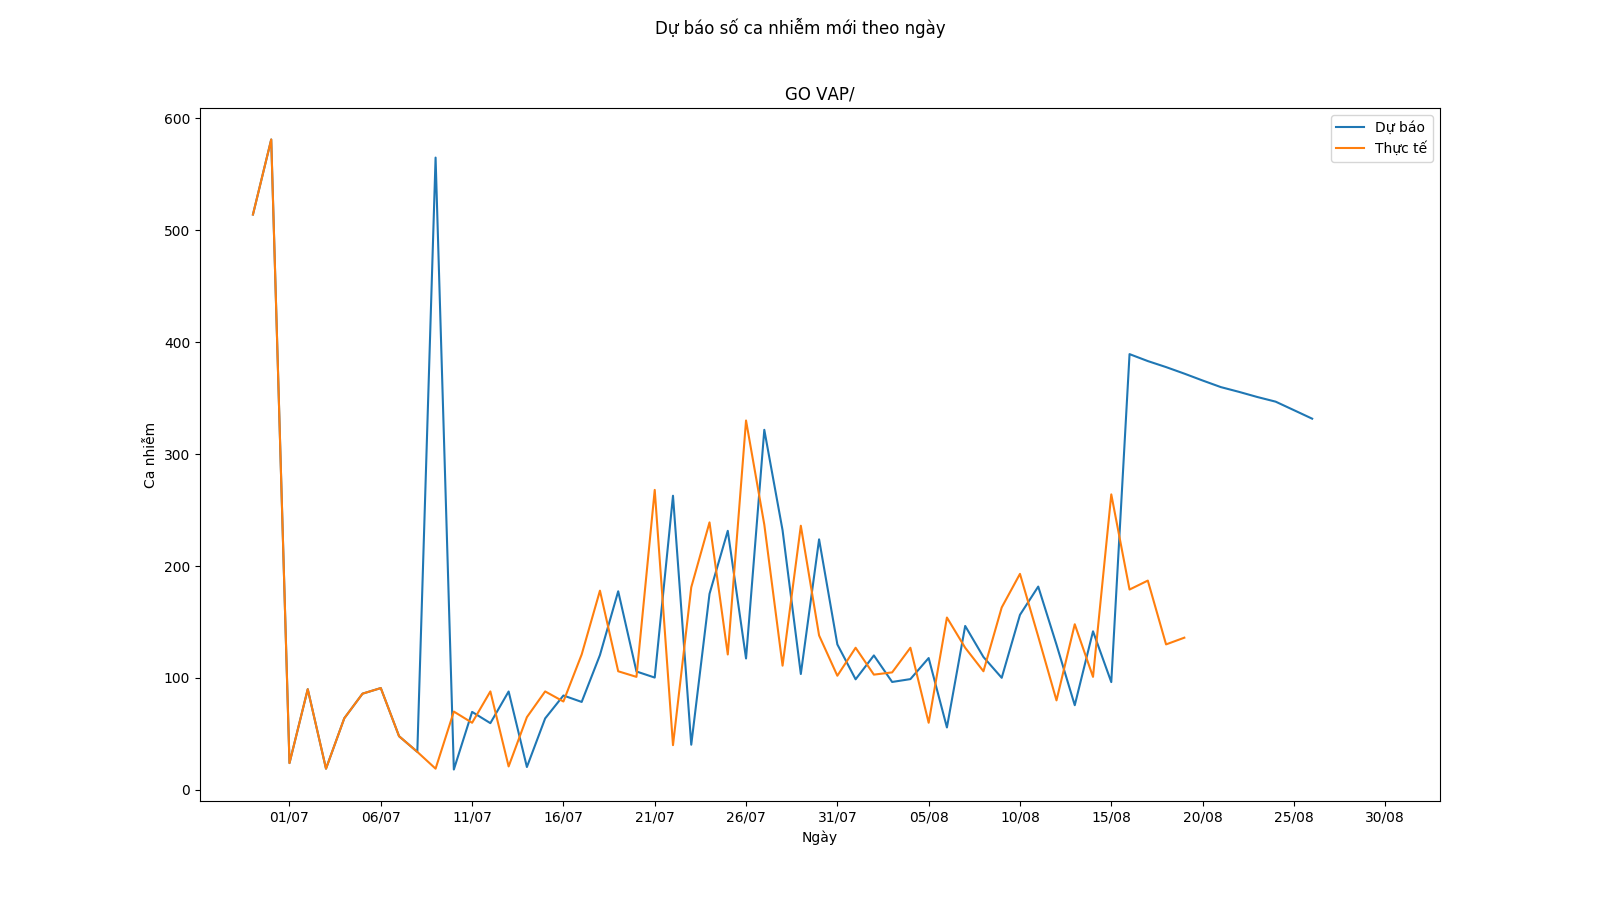 Dự báo số ca nhiễm mới theo ngày
GO VAP/
Dự báo
Thực tế
600
500
400
300
200
100
0
Ca nhiễm
01/07 06/07 11/07 16/07 21/07 26/07 31/07 05/08 10/08 15/08 20/08 25/08 30/08
Ngày